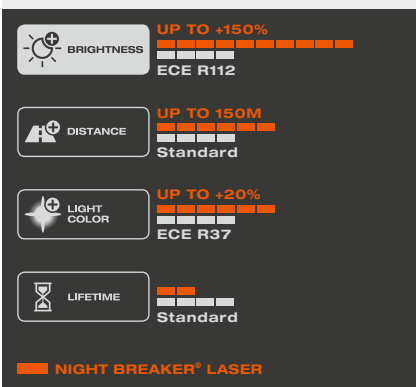 UP TO +150%
BRIGHTNESS
ECE R112
UP TO 150M
DISTANCE
Standard
UP TO +20%
LIGHT
COLOR
ECE R37
LIFETIME
Standard
NIGHT BREAKER® LASER